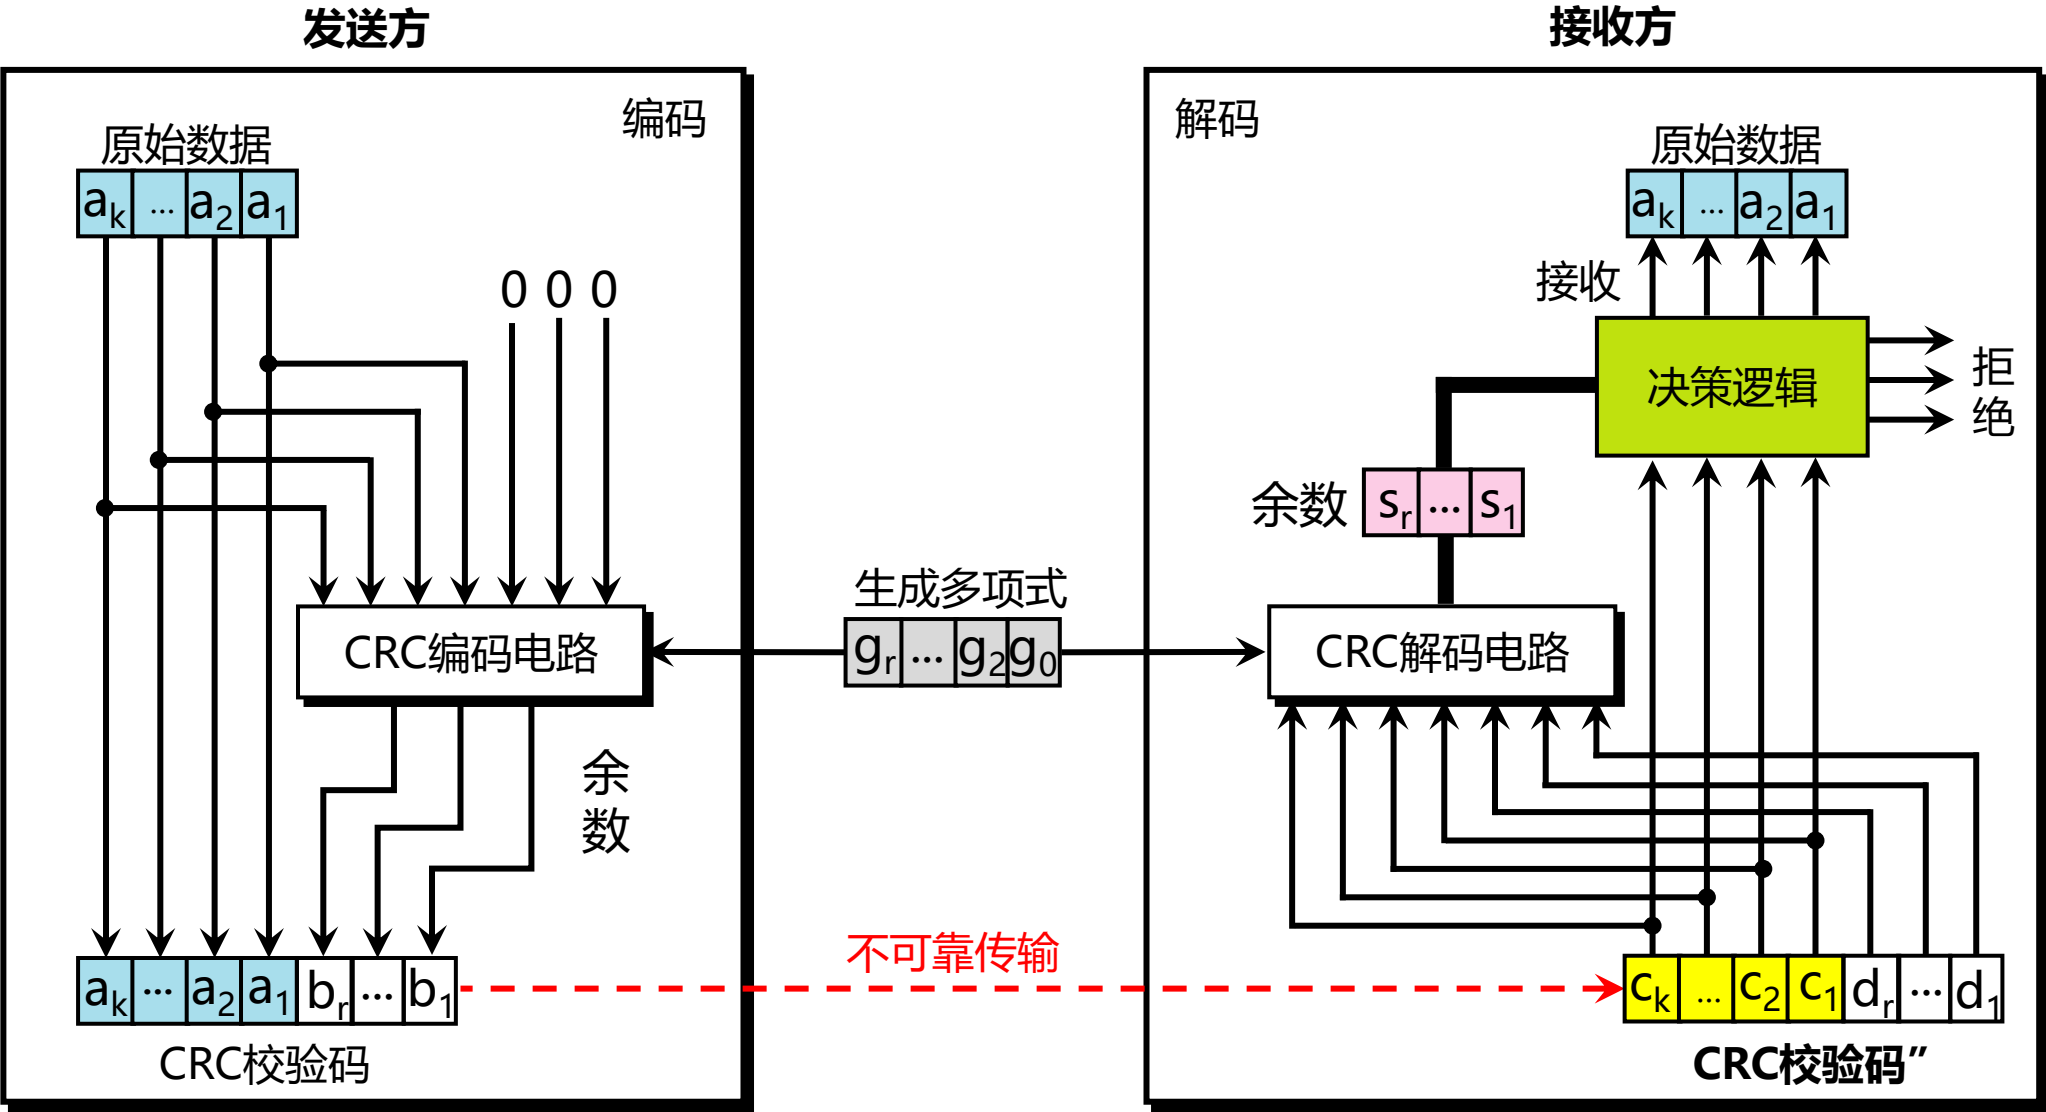 发送方
编码
原始数据
ak … a2 a1
0 0 0
CRC编码电路
余
数
ak … a2 a1 br … b1
CRC校验码
生成多项式
gr … g2 g0
不可靠传输
接收方
解码
原始数据
ak … a2 a1
接收
决策逻辑
拒
绝
余数
sr … s1
CRC解码电路
ck … c2 c1 dr … d1
CRC校验码”